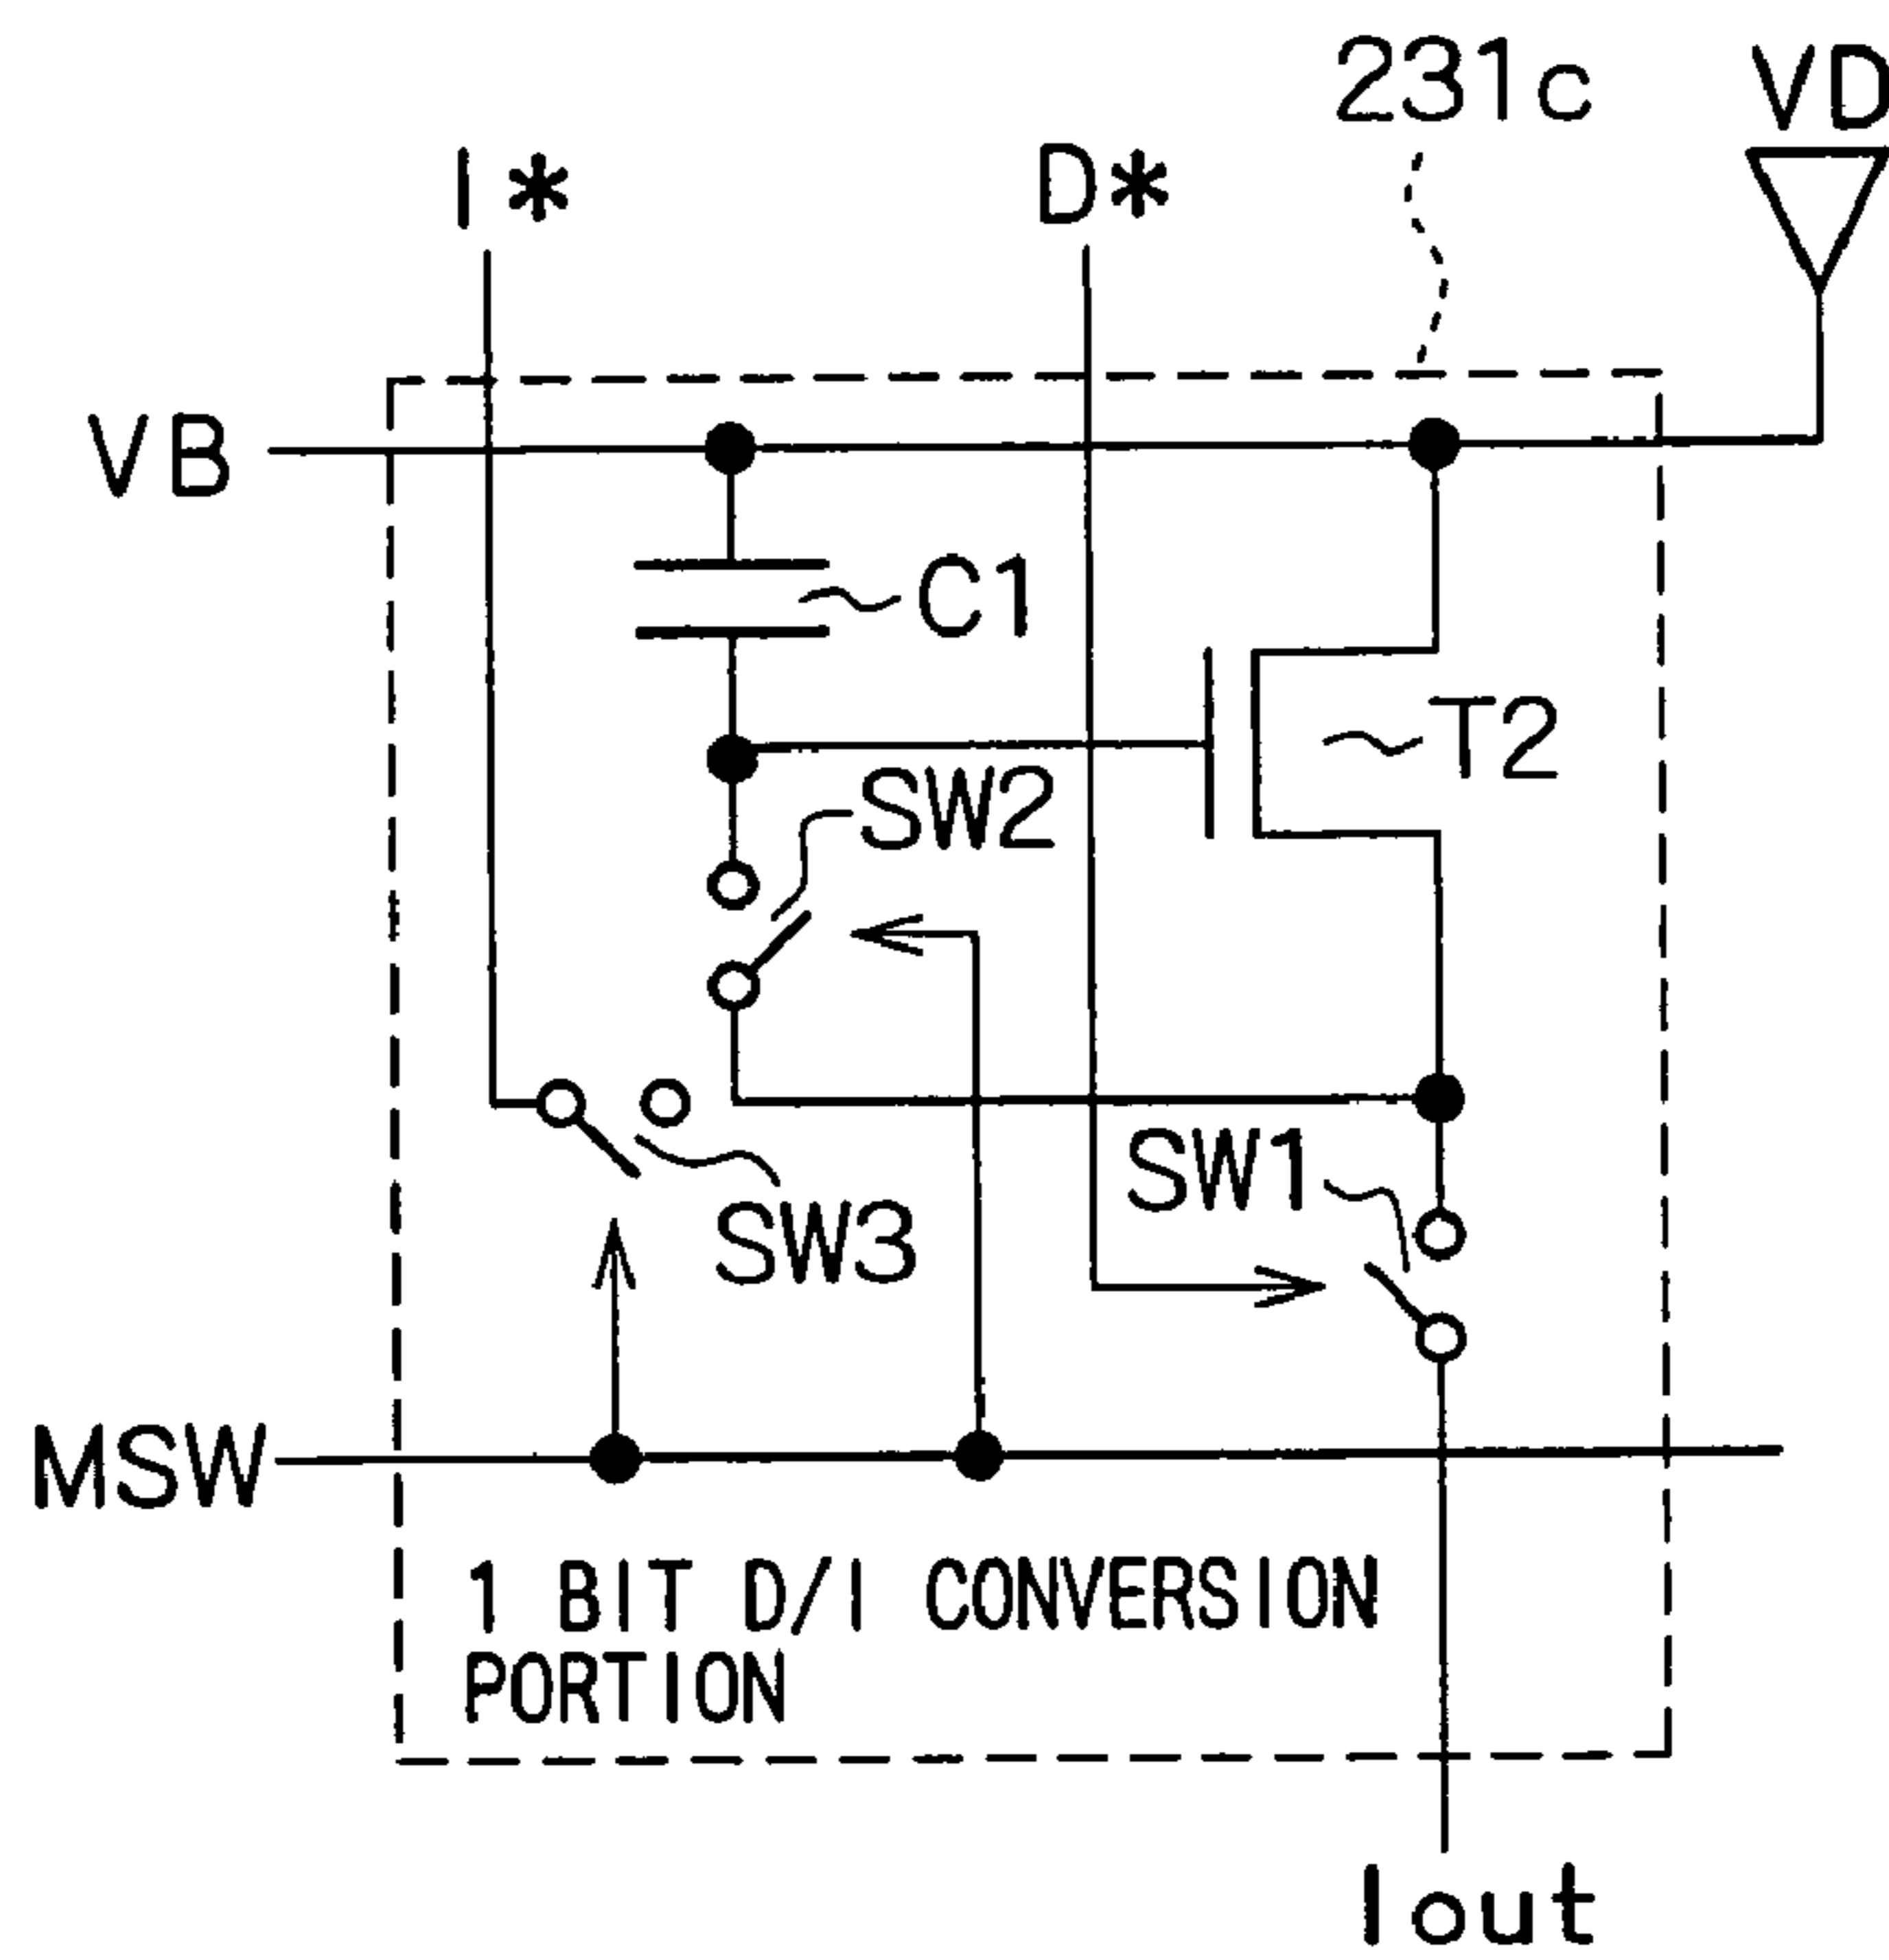 231c
VD
I*
D*
VB
C1
T2
SW2
SW1
SW3
MSW
1 BIT D/I CONVERSION
PORTION
Iout